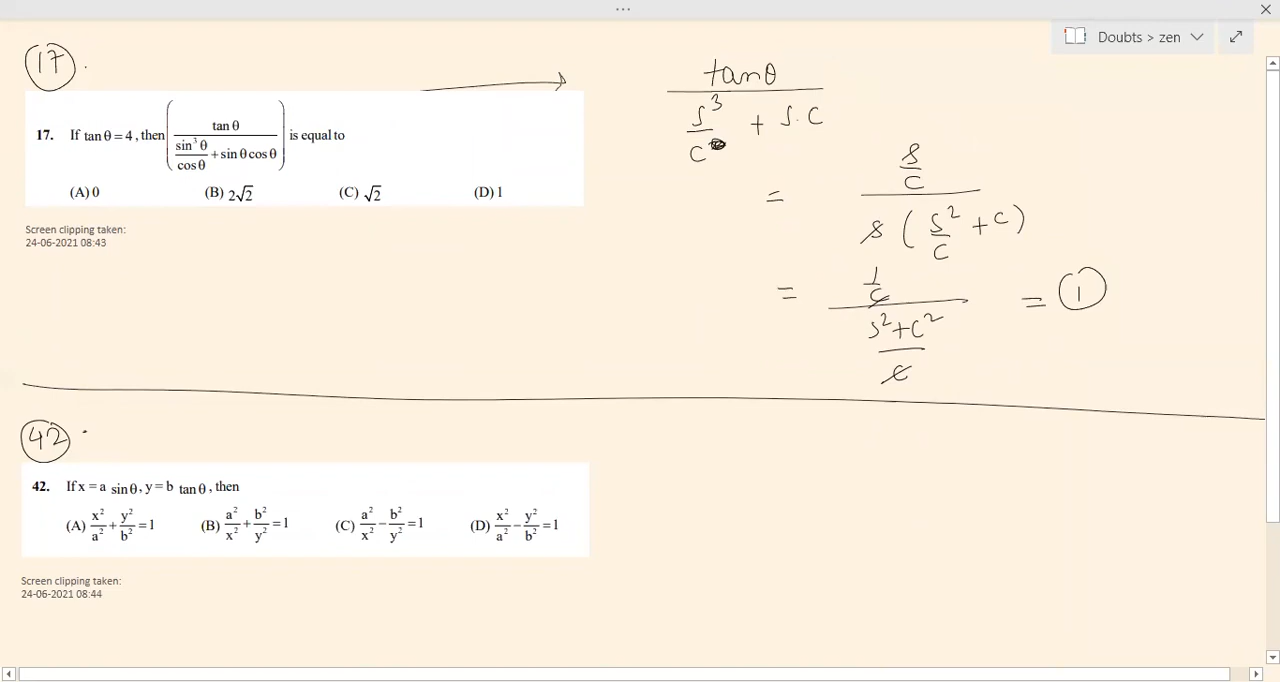 Doubts > zen
17
17. If tan θ = 4, then ( tan θ / ( sin³ θ / cos θ + sin θ cos θ ) ) is equal to
(A) 0 (B) 2√2 (C) √2 (D) 1
Screen clipping taken:
24-06-2021 08:43
tanθ / ( s³/c + s.c )
= (s/c) / ( s ( s²/c + c ) )
= (1/c) / ( (s²+c²)/c ) = 1
42
42. If x = a sin θ, y = b tan θ, then
(A) x²/a² + y²/b² = 1 (B) a²/x² + b²/y² = 1 (C) a²/x² − b²/y² = 1 (D) x²/a² − y²/b² = 1
Screen clipping taken:
24-06-2021 08:44